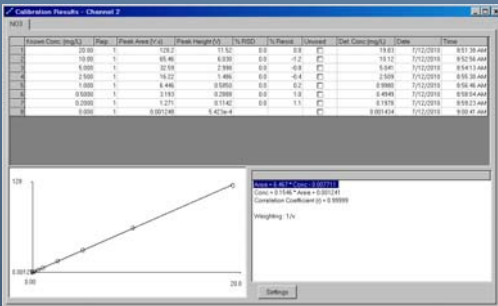 Calibration Results - Channel 2
NO3
Known Conc. (mg/L) Rep. Peak Area (V.s) Peak Height (V) % RSD % Resid. Unused Det. Conc (mg/L) Date Time
1 20.00 1 128.2 11.52 0.0 0.8 19.83 7/12/2010 8:51:36 AM
2 10.00 1 65.46 6.030 0.0 -1.2 10.12 7/12/2010 8:52:56 AM
3 5.000 1 32.59 2.990 0.0 -0.8 5.041 7/12/2010 8:54:13 AM
4 2.500 1 16.22 1.486 0.0 -0.4 2.509 7/12/2010 8:55:30 AM
5 1.000 1 6.446 0.5850 0.0 0.2 0.9980 7/12/2010 8:56:46 AM
6 0.5000 1 3.193 0.2888 0.0 1.0 0.4949 7/12/2010 8:58:04 AM
7 0.2000 1 1.271 0.1142 0.0 1.1 0.1978 7/12/2010 8:59:23 AM
8 0.000 1 0.001248 5.423e-4 0.001434 7/12/2010 9:00:41 AM
128
0.0012
0.00
20.0
Area = 6.467 * Conc - 0.007711
Conc = 0.1546 * Area + 0.001241
Correlation Coefficient (r) = 0.99999
Weighting: 1/x
Settings